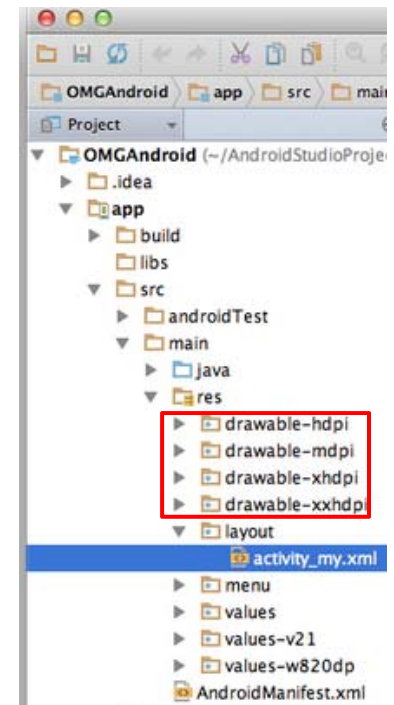 OMGAndroid app src mai
Project
OMGAndroid (~/AndroidStudioProje
.idea
app
build
libs
src
androidTest
main
java
res
drawable-hdpi
drawable-mdpi
drawable-xhdpi
drawable-xxhdpi
layout
activity_my.xml
menu
values
values-v21
values-w820dp
AndroidManifest.xml